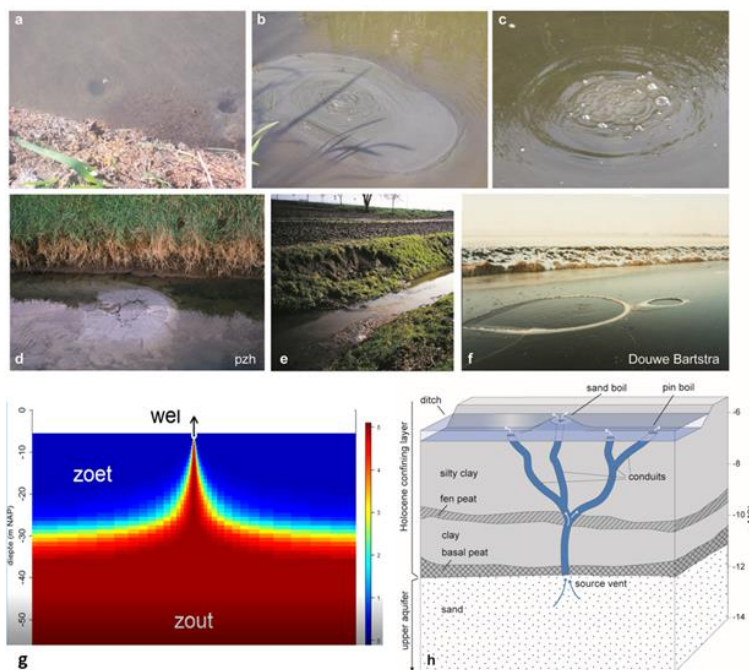 a
b
c
d
pzh
e
f
Douwe Bartstra
wel
zoet
zout
diepte (m NAP)
0
-10
-20
-30
-40
-50
5
4
3
2
1
g
ditch
sand boil
pin boil
-6
Holocene confining layer
silty clay
conduits
-8
fen peat
-10
clay
basal peat
-12
source vent
upper aquifer
sand
-14
h